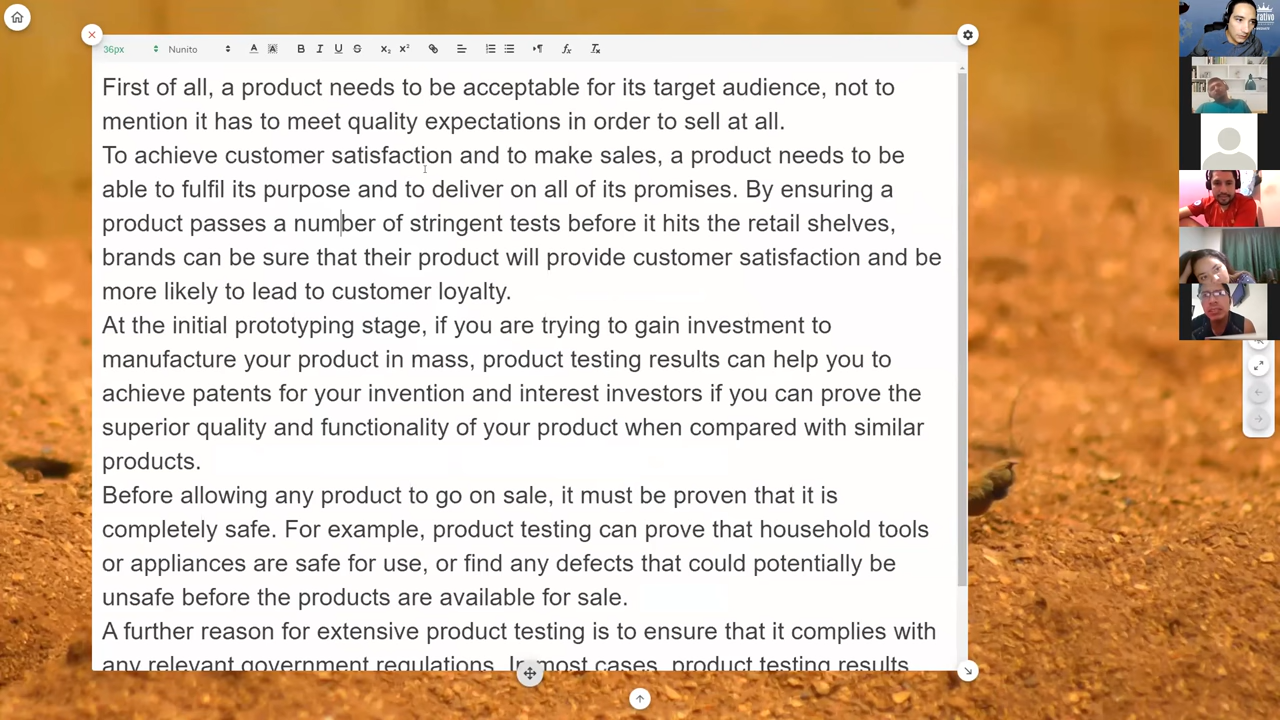 36px
Nunito
First of all, a product needs to be acceptable for its target audience, not to
mention it has to meet quality expectations in order to sell at all.
To achieve customer satisfaction and to make sales, a product needs to be
able to fulfil its purpose and to deliver on all of its promises. By ensuring a
product passes a number of stringent tests before it hits the retail shelves,
brands can be sure that their product will provide customer satisfaction and be
more likely to lead to customer loyalty.
At the initial prototyping stage, if you are trying to gain investment to
manufacture your product in mass, product testing results can help you to
achieve patents for your invention and interest investors if you can prove the
superior quality and functionality of your product when compared with similar
products.
Before allowing any product to go on sale, it must be proven that it is
completely safe. For example, product testing can prove that household tools
or appliances are safe for use, or find any defects that could potentially be
unsafe before the products are available for sale.
A further reason for extensive product testing is to ensure that it complies with
any relevant government regulations. In most cases, product testing results